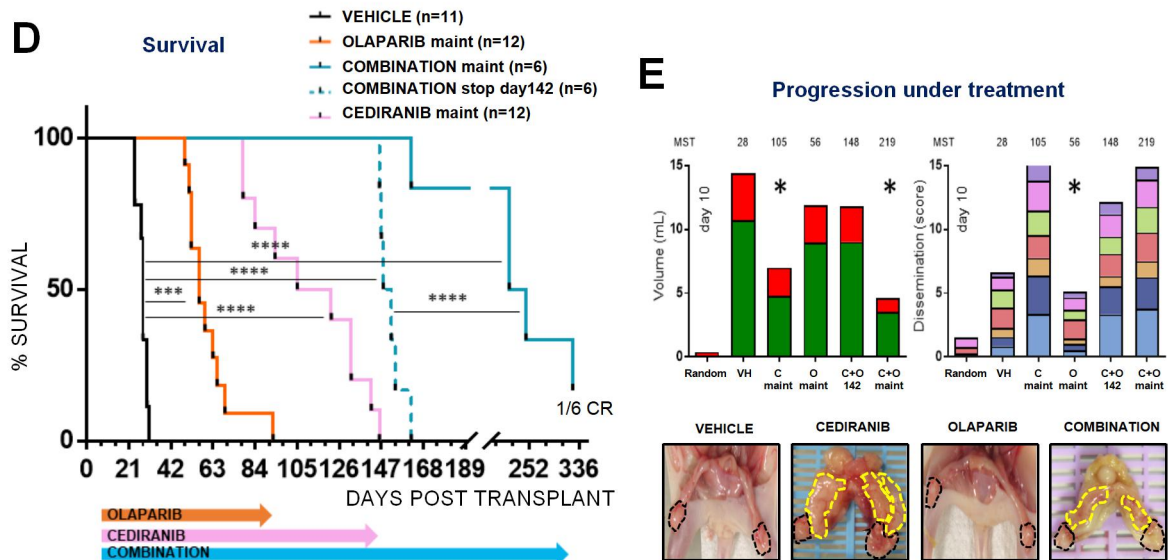 D
Survival
VEHICLE (n=11)
OLAPARIB maint (n=12)
COMBINATION maint (n=6)
COMBINATION stop day142 (n=6)
CEDIRANIB maint (n=12)
% SURVIVAL
100
50
0
****
****
***
****
****
1/6 CR
0 21 42 63 84 105 126 147 168 189 252 336
DAYS POST TRANSPLANT
OLAPARIB
CEDIRANIB
COMBINATION
E
Progression under treatment
MST 28 105 56 148 219
Volume (mL)
15
10
5
0
day 10
*
*
Random VH C maint O maint C+O 142 C+O maint
MST 28 105 56 148 219
Dissemination (score)
15
10
5
0
day 10
*
Random VH C maint O maint C+O 142 C+O maint
VEHICLE CEDIRANIB OLAPARIB COMBINATION